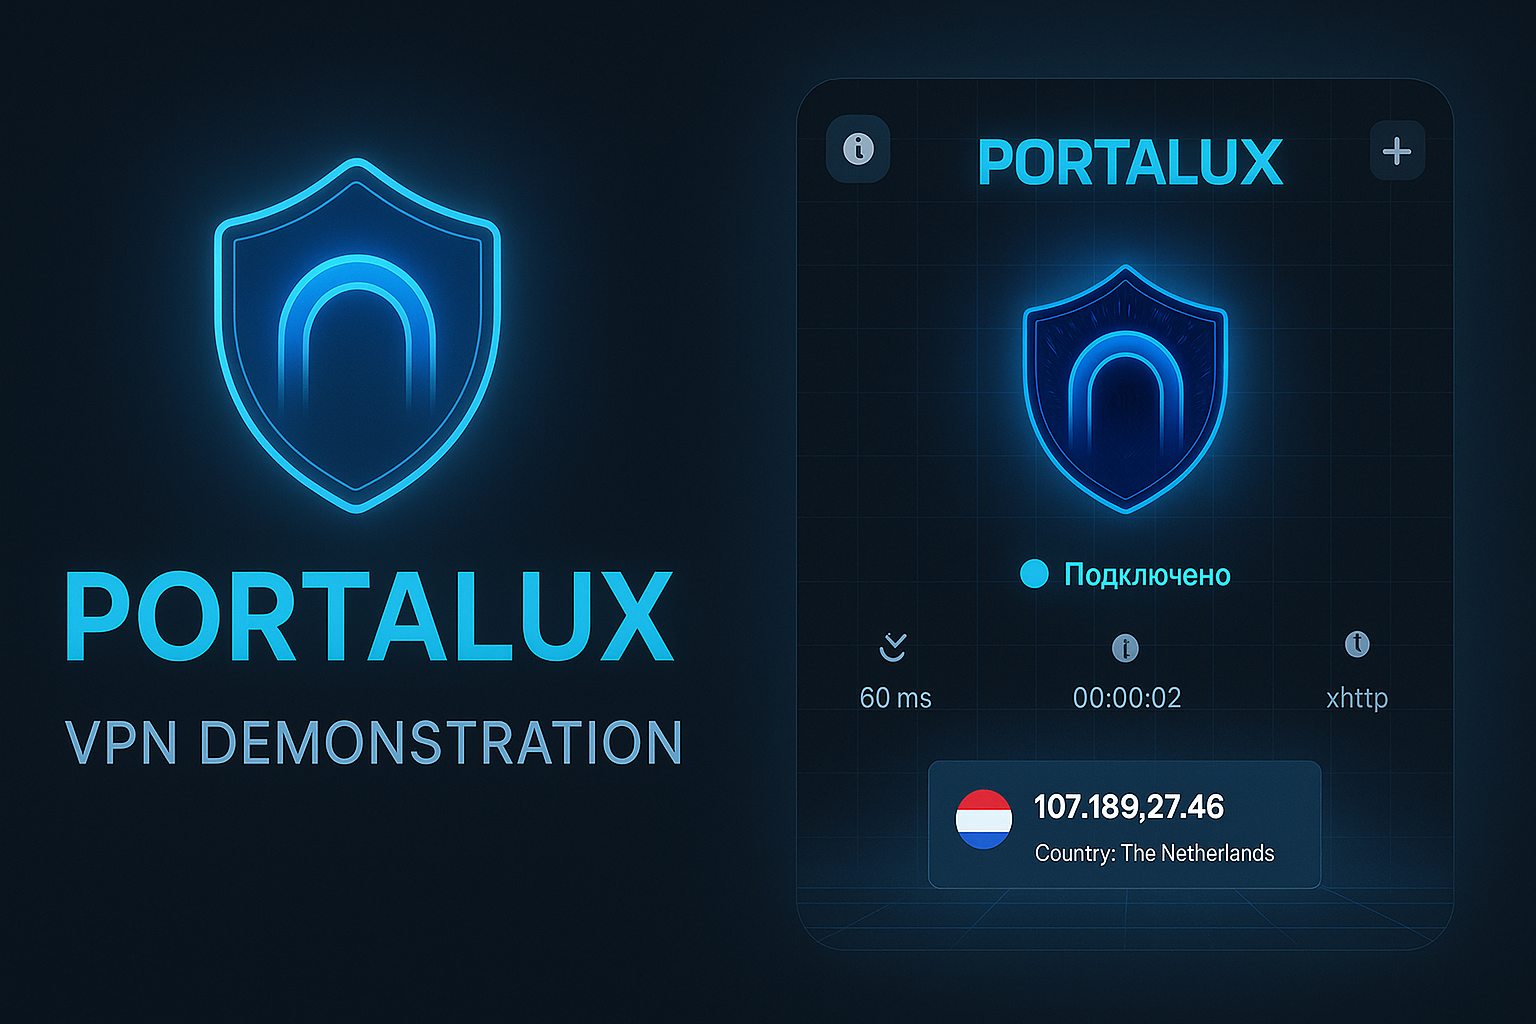 PORTALUX
VPN DEMONSTRATION
PORTALUX
Подключено
60 ms
00:00:02
xhttp
107.189,27.46
Country: The Netherlands